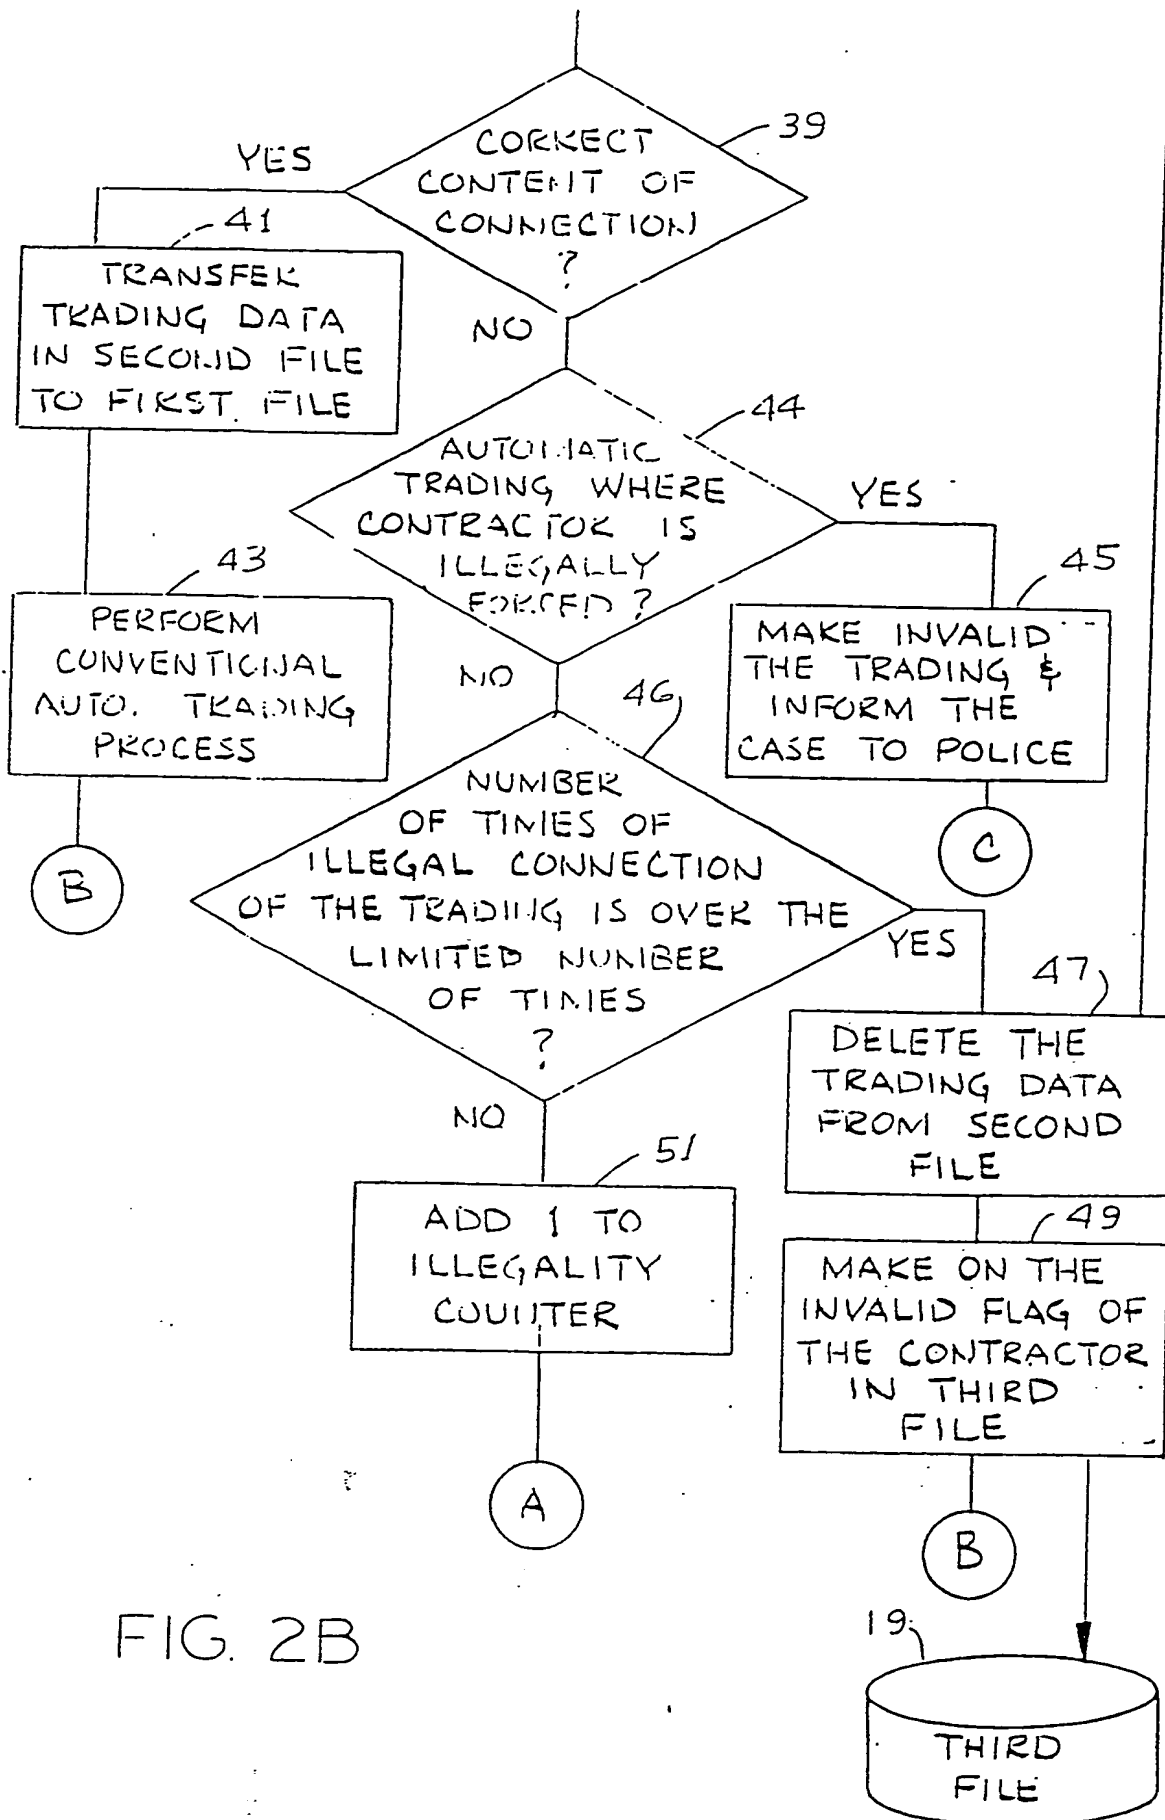 39
CORRECT
CONTENT OF
CONNECTION
?
YES
NO
41
TRANSFER
TRADING DATA
IN SECOND FILE
TO FIRST FILE
44
AUTOMATIC
TRADING WHERE
CONTRACTOR IS
ILLEGALLY
FORCED ?
YES
NO
43
PERFORM
CONVENTIONAL
AUTO. TRADING
PROCESS
B
45
MAKE INVALID
THE TRADING &
INFORM THE
CASE TO POLICE
C
46
NUMBER
OF TIMES OF
ILLEGAL CONNECTION
OF THE TRADING IS OVER THE
LIMITED NUMBER
OF TIMES
?
YES
NO
47
DELETE THE
TRADING DATA
FROM SECOND
FILE
51
ADD 1 TO
ILLEGALITY
COUNTER
A
49
MAKE ON THE
INVALID FLAG OF
THE CONTRACTOR
IN THIRD
FILE
B
19
THIRD
FILE
FIG. 2B